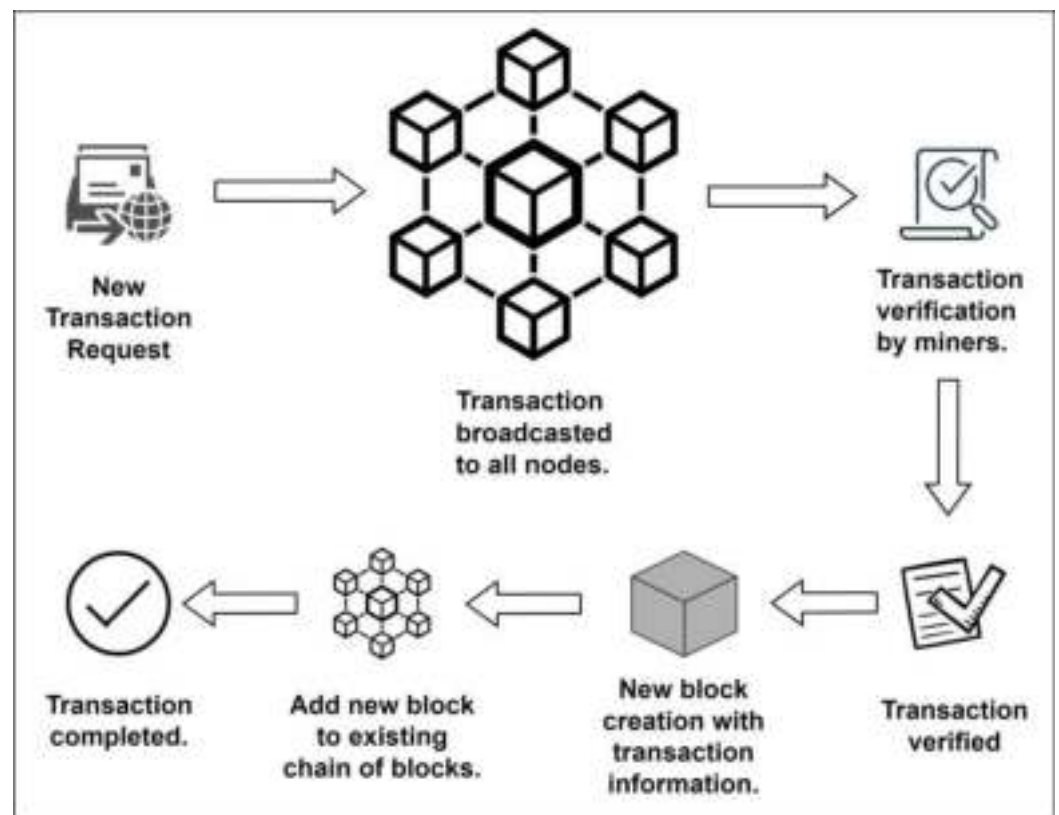 New
Transaction
Request
Transaction
broadcasted
to all nodes.
Transaction
verification
by miners.
Transaction
verified
New block
creation with
transaction
information.
Add new block
to existing
chain of blocks.
Transaction
completed.